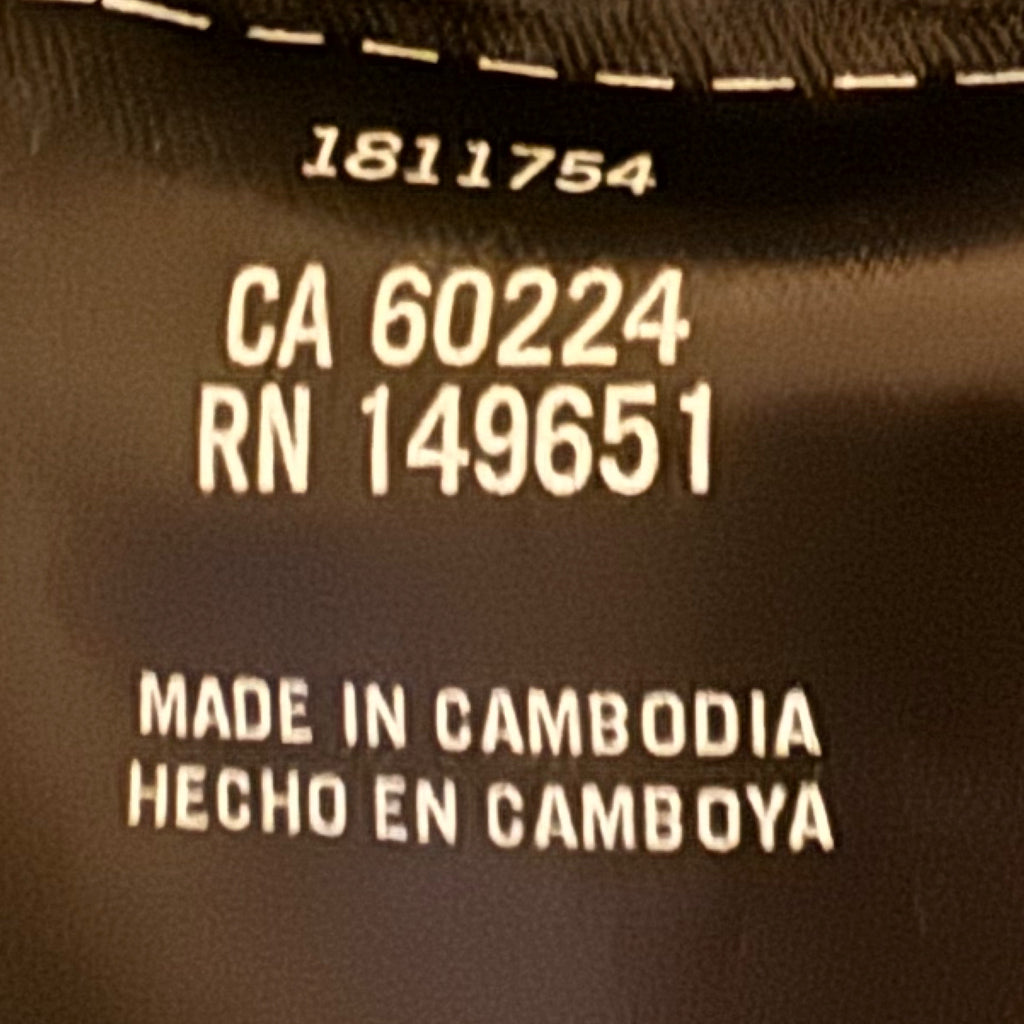 1811754
CA 60224
RN 149651
MADE IN CAMBODIA
HECHO EN CAMBOYA